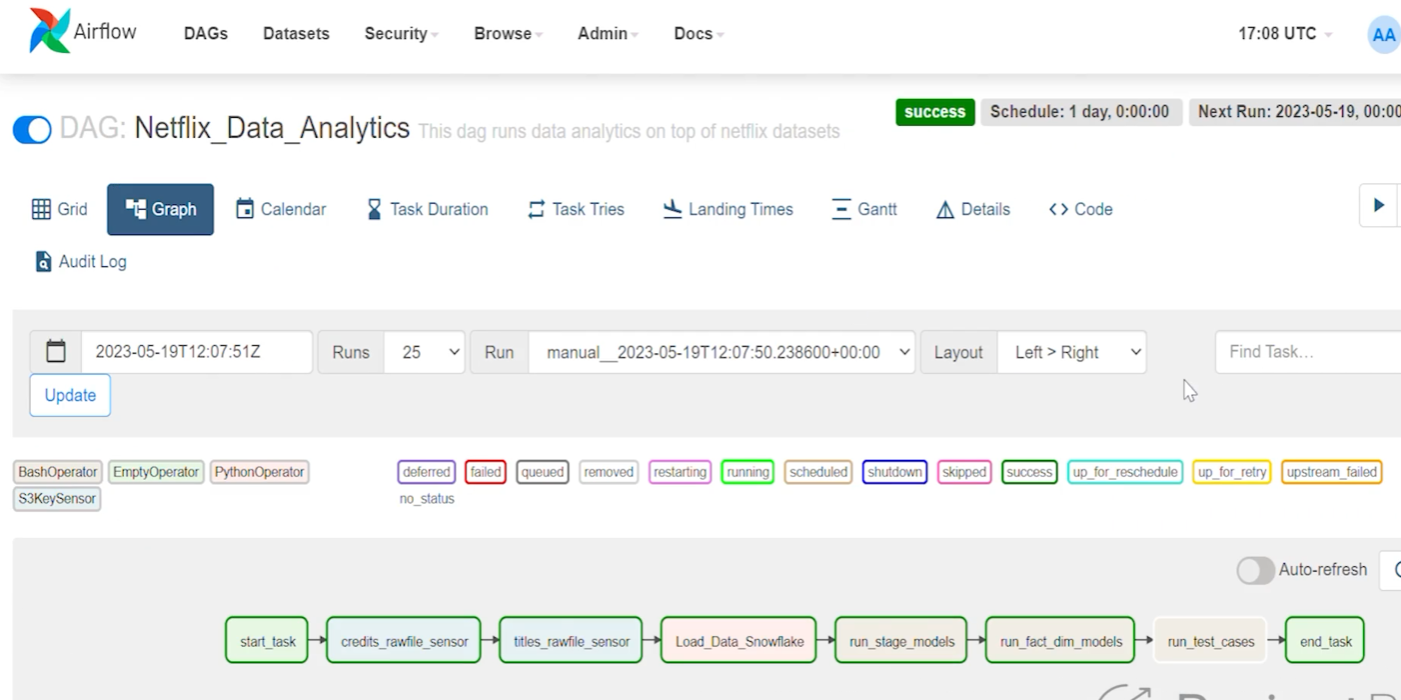 Airflow DAGs Datasets Security Browse Admin Docs 17:08 UTC AA
success Schedule: 1 day, 0:00:00 Next Run: 2023-05-19, 00:00
DAG: Netflix_Data_Analytics This dag runs data analytics on top of netflix datasets
Grid Graph Calendar Task Duration Task Tries Landing Times Gantt Details Code
Audit Log
2023-05-19T12:07:51Z Runs 25 Run manual__2023-05-19T12:07:50.238600+00:00 Layout Left > Right Find Task...
Update
BashOperator EmptyOperator PythonOperator deferred failed queued removed restarting running scheduled shutdown skipped success up_for_reschedule up_for_retry upstream_failed
S3KeySensor no_status
Auto-refresh
start_task credits_rawfile_sensor titles_rawfile_sensor Load_Data_Snowflake run_stage_models run_fact_dim_models run_test_cases end_task